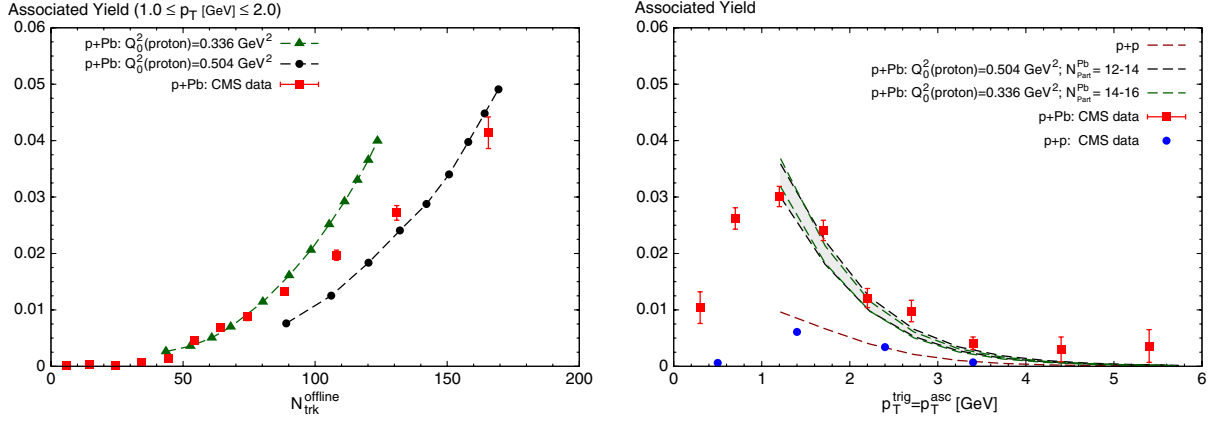 Associated Yield (1.0 ≤ p_T [GeV] ≤ 2.0)
p+Pb: Q_0^2(proton)=0.336 GeV^2
p+Pb: Q_0^2(proton)=0.504 GeV^2
p+Pb: CMS data
0.06
0.05
0.04
0.03
0.02
0.01
0
0 50 100 150 200
N_trk^offline
Associated Yield
p+p
p+Pb: Q_0^2(proton)=0.504 GeV^2; N_Part^Pb = 12-14
p+Pb: Q_0^2(proton)=0.336 GeV^2; N_Part^Pb = 14-16
p+Pb: CMS data
p+p: CMS data
0.06
0.05
0.04
0.03
0.02
0.01
0
0 1 2 3 4 5 6
p_T^trig=p_T^asc [GeV]